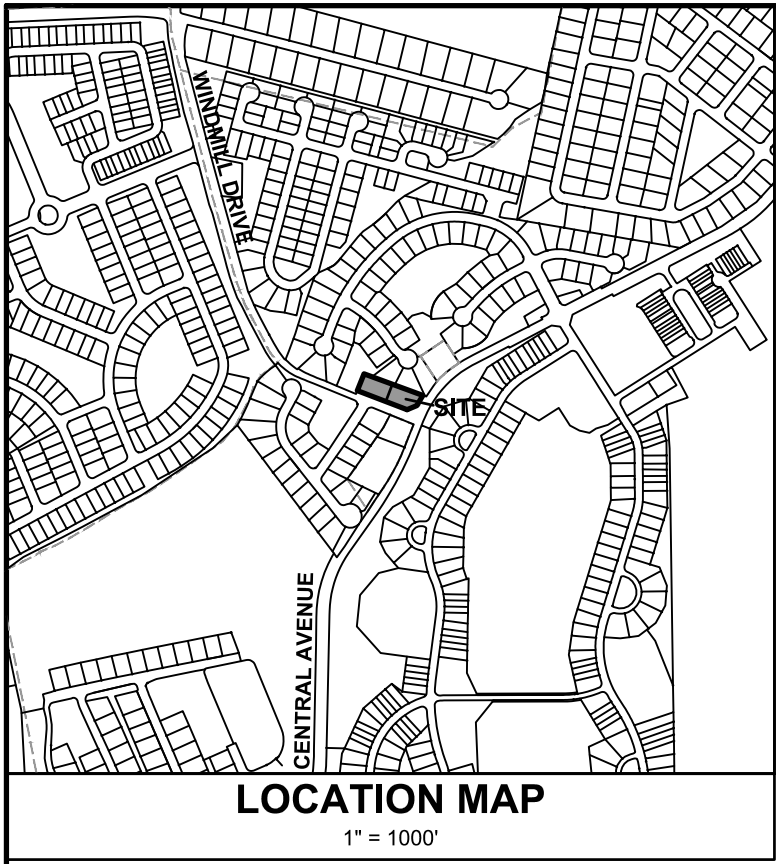 WINDMILL DRIVE
SITE
CENTRAL AVENUE
LOCATION MAP
1" = 1000'